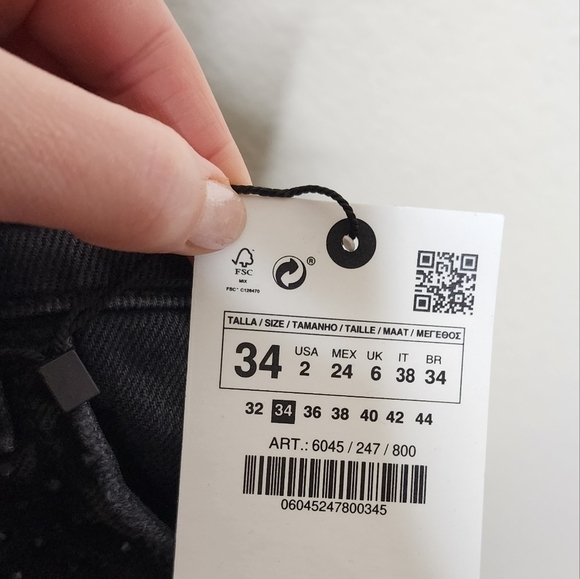 FSC
MIX
FSC™ C126470
®
TALLA / SIZE / TAMANHO / TAILLE / MAAT / ΜΕΓΕΘΟΣ
34 USA 2 MEX 24 UK 6 IT 38 BR 34
32 34 36 38 40 42 44
ART.: 6045 / 247 / 800
06045247800345